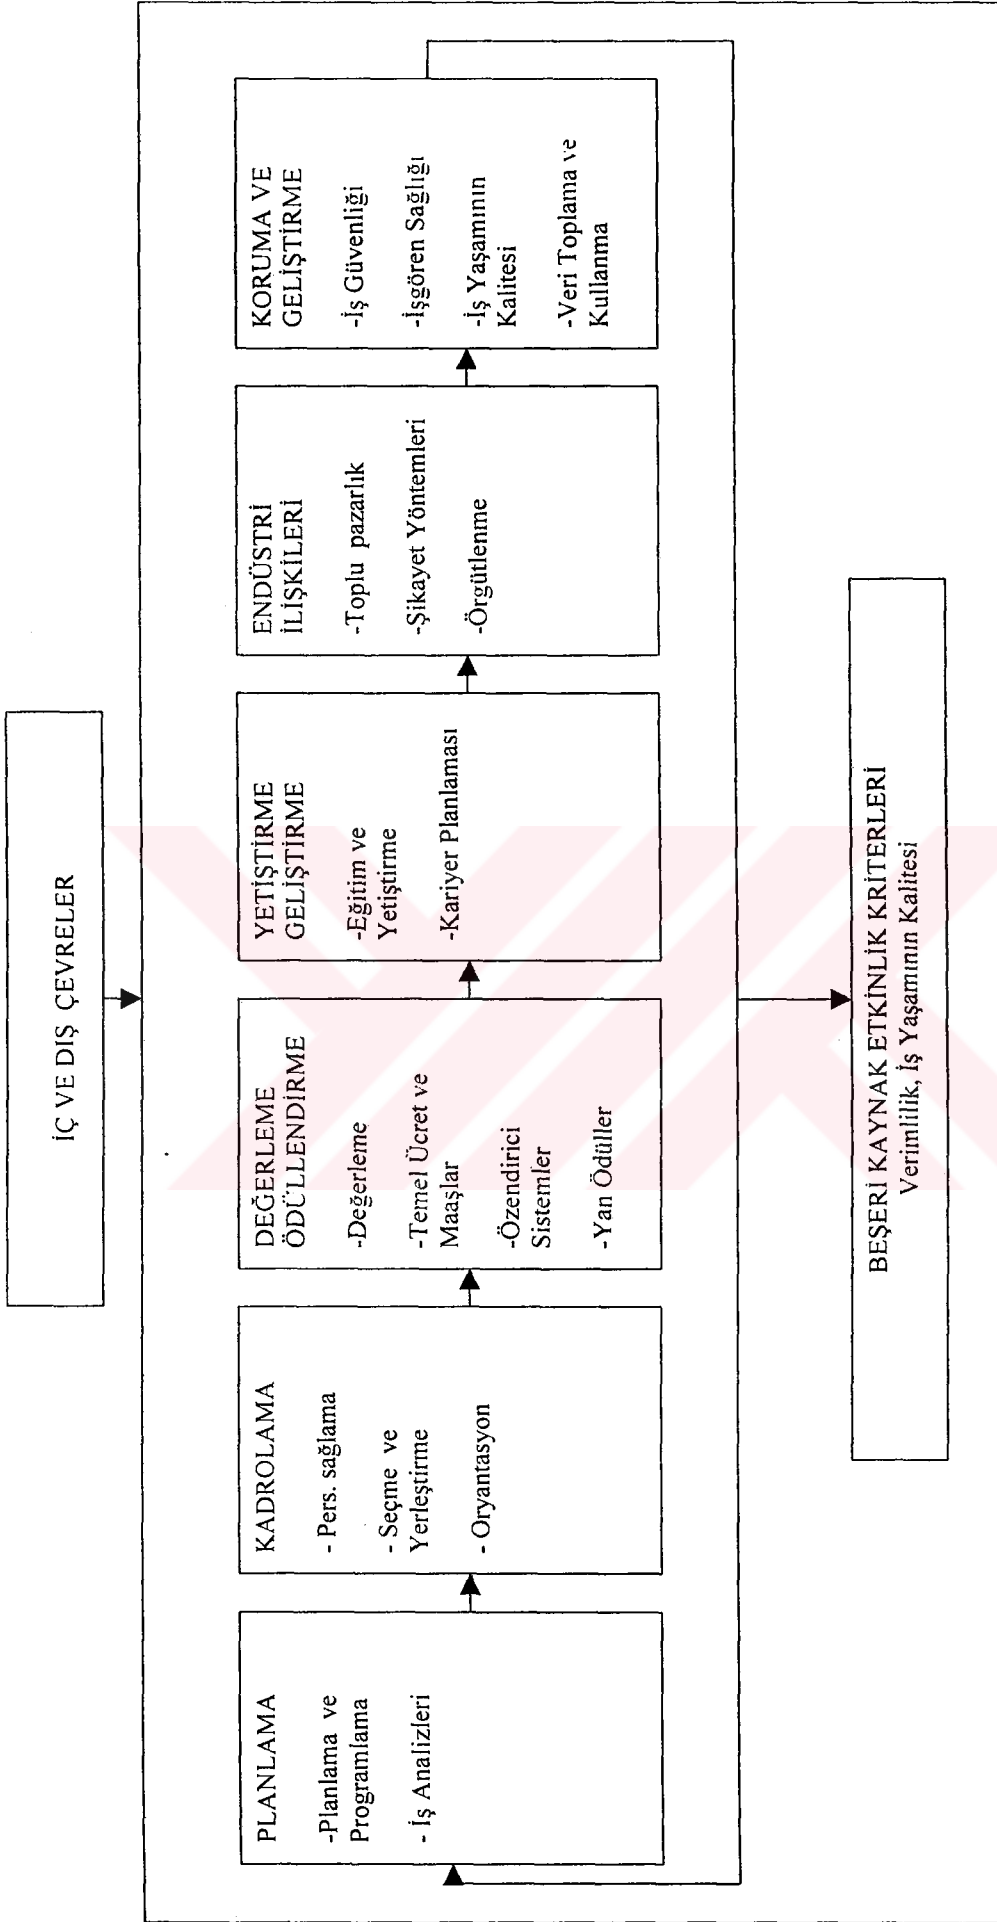 İÇ VE DIŞ ÇEVRELER
PLANLAMA
-Planlama ve
Programlama
- İş Analizleri
KADROLAMA
- Pers. sağlama
- Seçme ve
Yerleştirme
- Oryantasyon
DEĞERLEME
ÖDÜLLENDİRME
-Değerleme
-Temel Ücret ve
Maaşlar
-Özendirici
Sistemler
-Yan Ödüller
YETİŞTİRME
GELİŞTİRME
-Eğitim ve
Yetiştirme
-Kariyer Planlaması
ENDÜSTRİ
İLİŞKİLERİ
-Toplu pazarlık
-Şikayet Yöntemleri
-Örgütlenme
KORUMA VE
GELİŞTİRME
-İş Güvenliği
-İşgören Sağlığı
-İş Yaşamının
Kalitesi
-Veri Toplama ve
Kullanma
BEŞERİ KAYNAK ETKİNLİK KRİTERLERİ
Verimlilik, İş Yaşamının Kalitesi